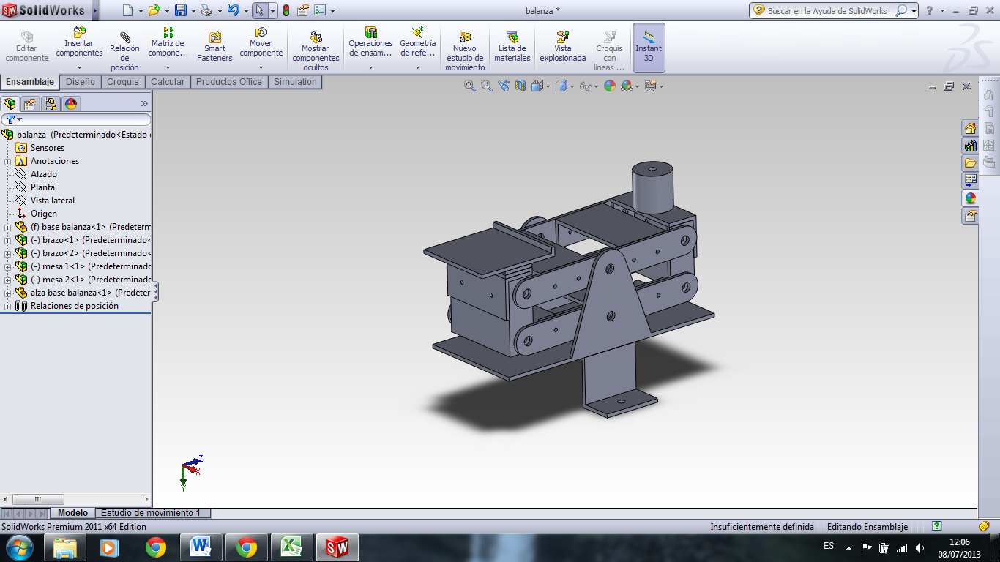 SolidWorks
balanza *
Buscar en la Ayuda de SolidWorks
Editar componente
Insertar componentes
Relación de posición
Matriz de compone...
Smart Fasteners
Mover componente
Mostrar componentes ocultos
Operaciones de ensam...
Geometría de refe...
Nuevo estudio de movimiento
Lista de materiales
Vista explosionada
Croquis con líneas ...
Instant 3D
Ensamblaje
Diseño
Croquis
Calcular
Productos Office
Simulation
balanza (Predeterminado<Estado
Sensores
Anotaciones
Alzado
Planta
Vista lateral
Origen
(f) base balanza<1> (Predeterm
(-) brazo<1> (Predeterminado<
(-) brazo<2> (Predeterminado<
(-) mesa 1<1> (Predeterminado
(-) mesa 2<1> (Predeterminado
alza base balanza<1> (Predeter
Relaciones de posición
Z
X
Y
Modelo
Estudio de movimiento 1
SolidWorks Premium 2011 x64 Edition
Insuficientemente definida
Editando Ensamblaje
ES
12:06
08/07/2013